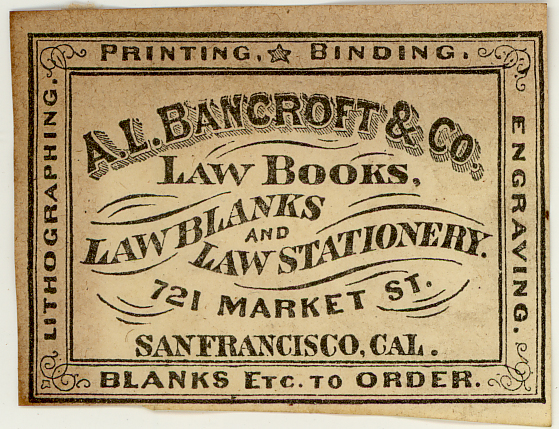 PRINTING, ☆ BINDING.
LITHOGRAPHING.
ENGRAVING.
A.L. BANCROFT & CO.
LAW BOOKS,
LAW BLANKS
AND
LAW STATIONERY.
721 MARKET ST.
SANFRANCISCO, CAL.
BLANKS ETC. TO ORDER.